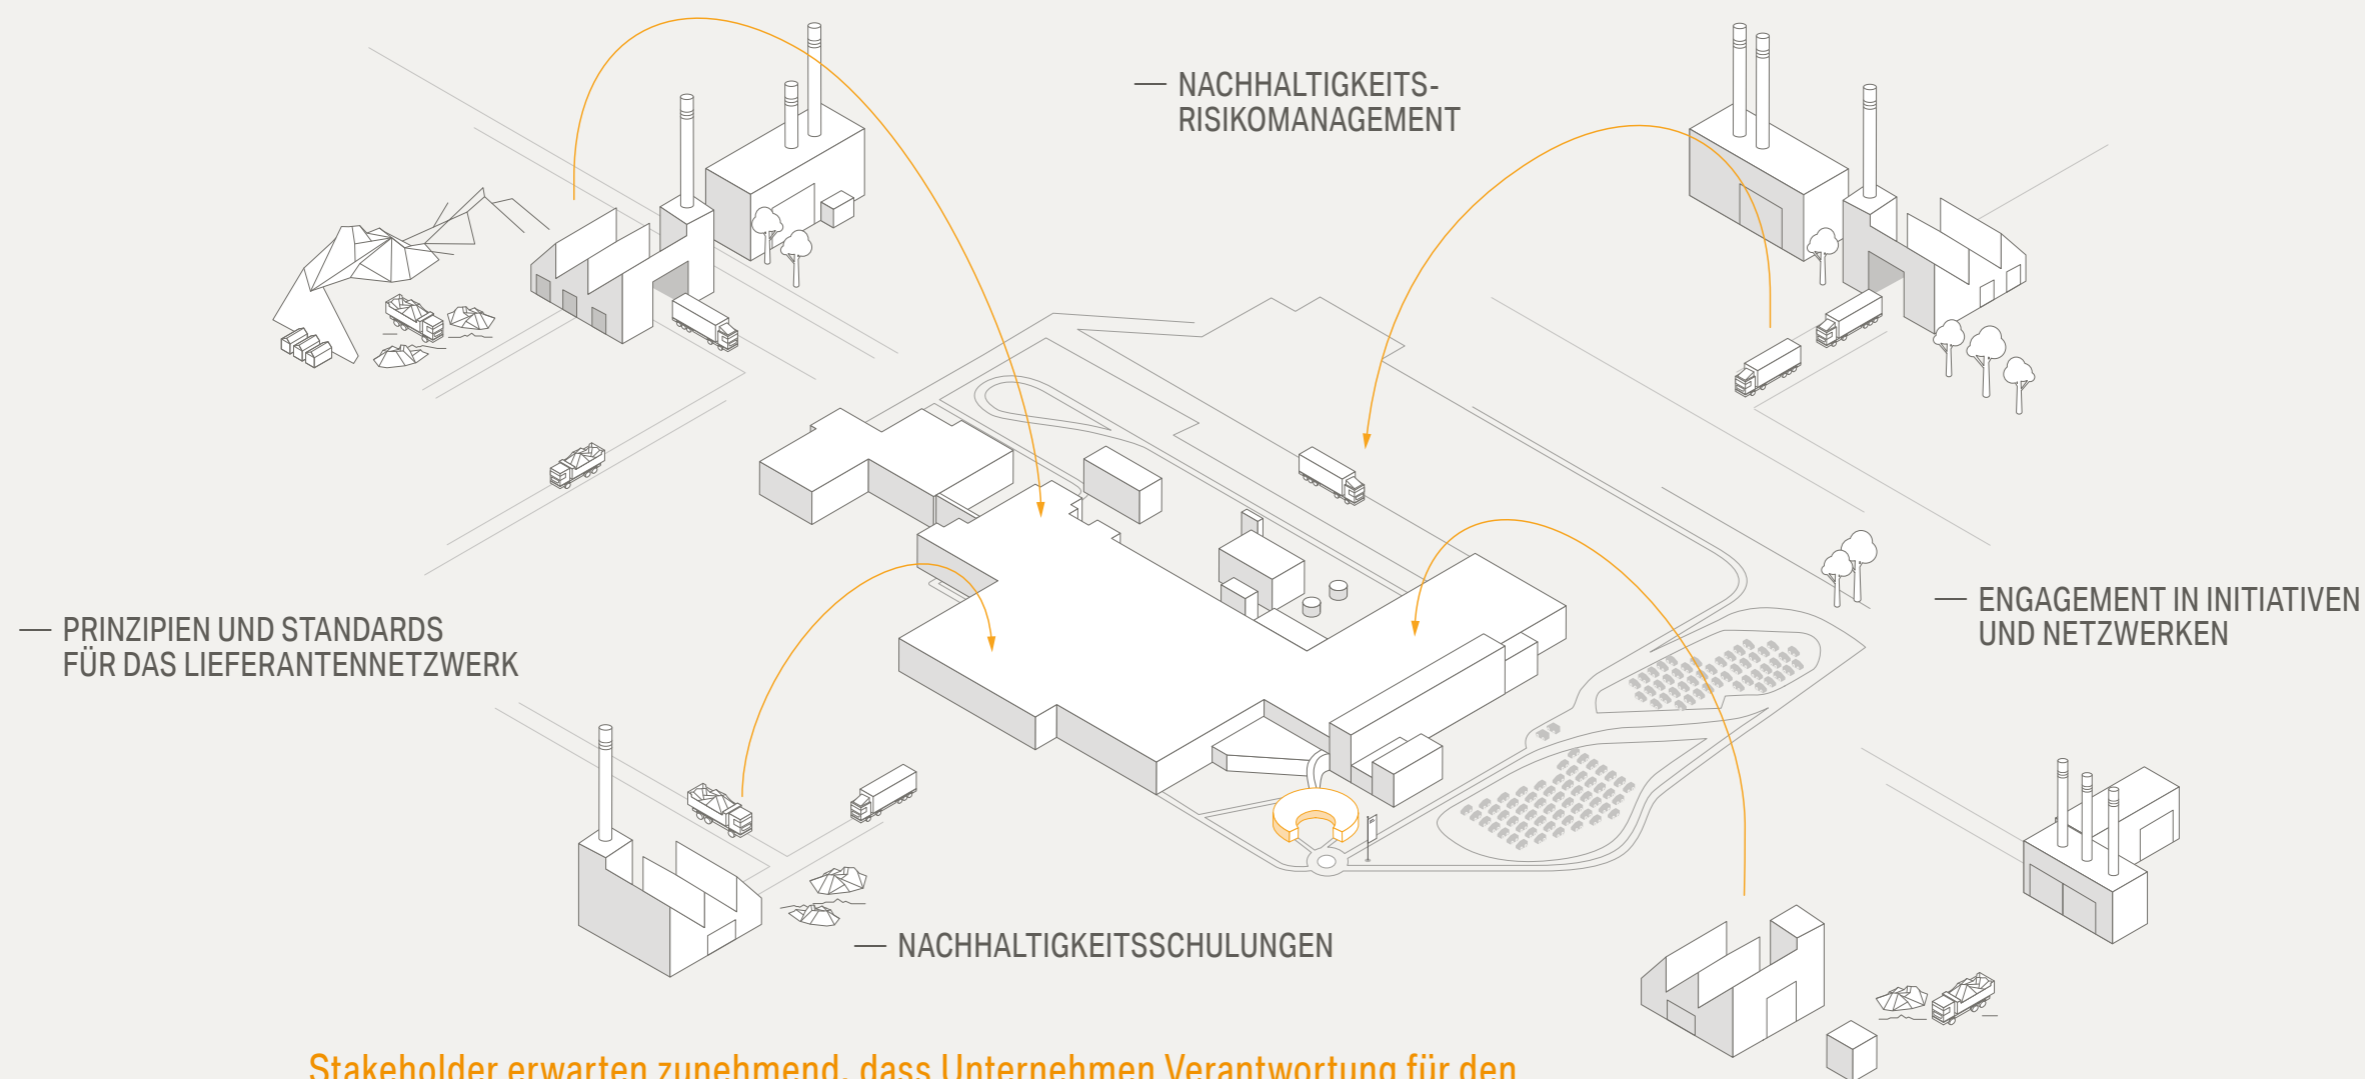 — NACHHALTIGKEITS-
RISIKOMANAGEMENT
— PRINZIPIEN UND STANDARDS
FÜR DAS LIEFERANTENNETZWERK
— ENGAGEMENT IN INITIATIVEN
UND NETZWERKEN
— NACHHALTIGKEITSSCHULUNGEN
Stakeholder erwarten zunehmend, dass Unternehmen Verantwortung für den